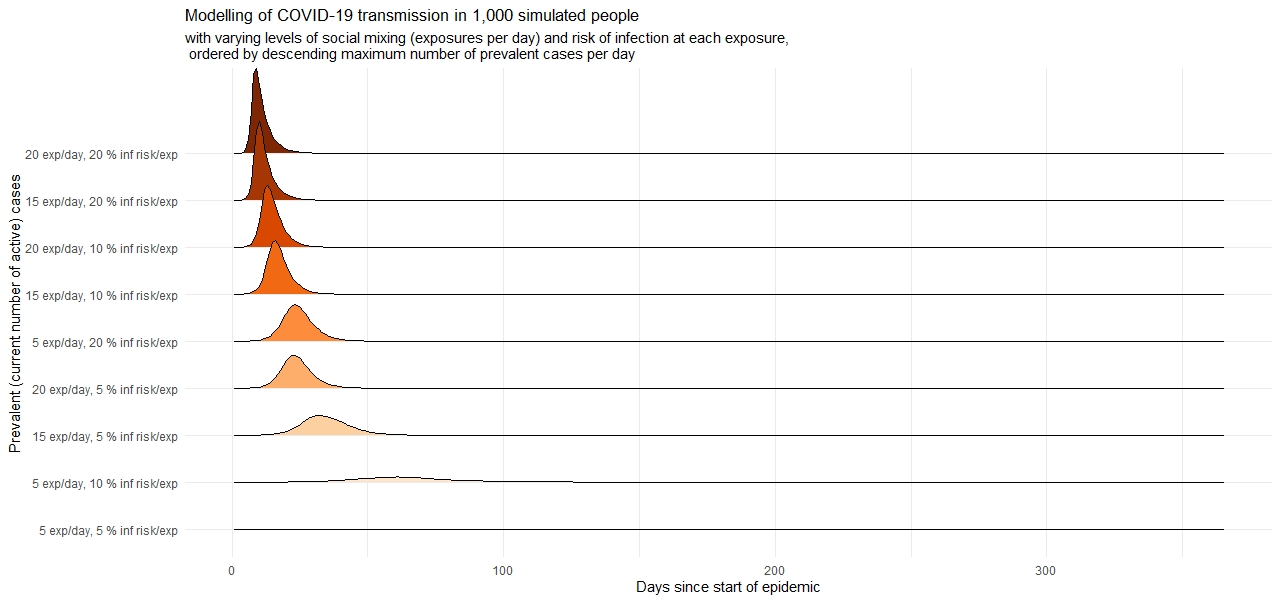 Modelling of COVID-19 transmission in 1,000 simulated people
with varying levels of social mixing (exposures per day) and risk of infection at each exposure,
ordered by descending maximum number of prevalent cases per day
Prevalent (current number of active) cases
20 exp/day, 20 % inf risk/exp
15 exp/day, 20 % inf risk/exp
20 exp/day, 10 % inf risk/exp
15 exp/day, 10 % inf risk/exp
5 exp/day, 20 % inf risk/exp
20 exp/day, 5 % inf risk/exp
15 exp/day, 5 % inf risk/exp
5 exp/day, 10 % inf risk/exp
5 exp/day, 5 % inf risk/exp
0 100 200 300
Days since start of epidemic